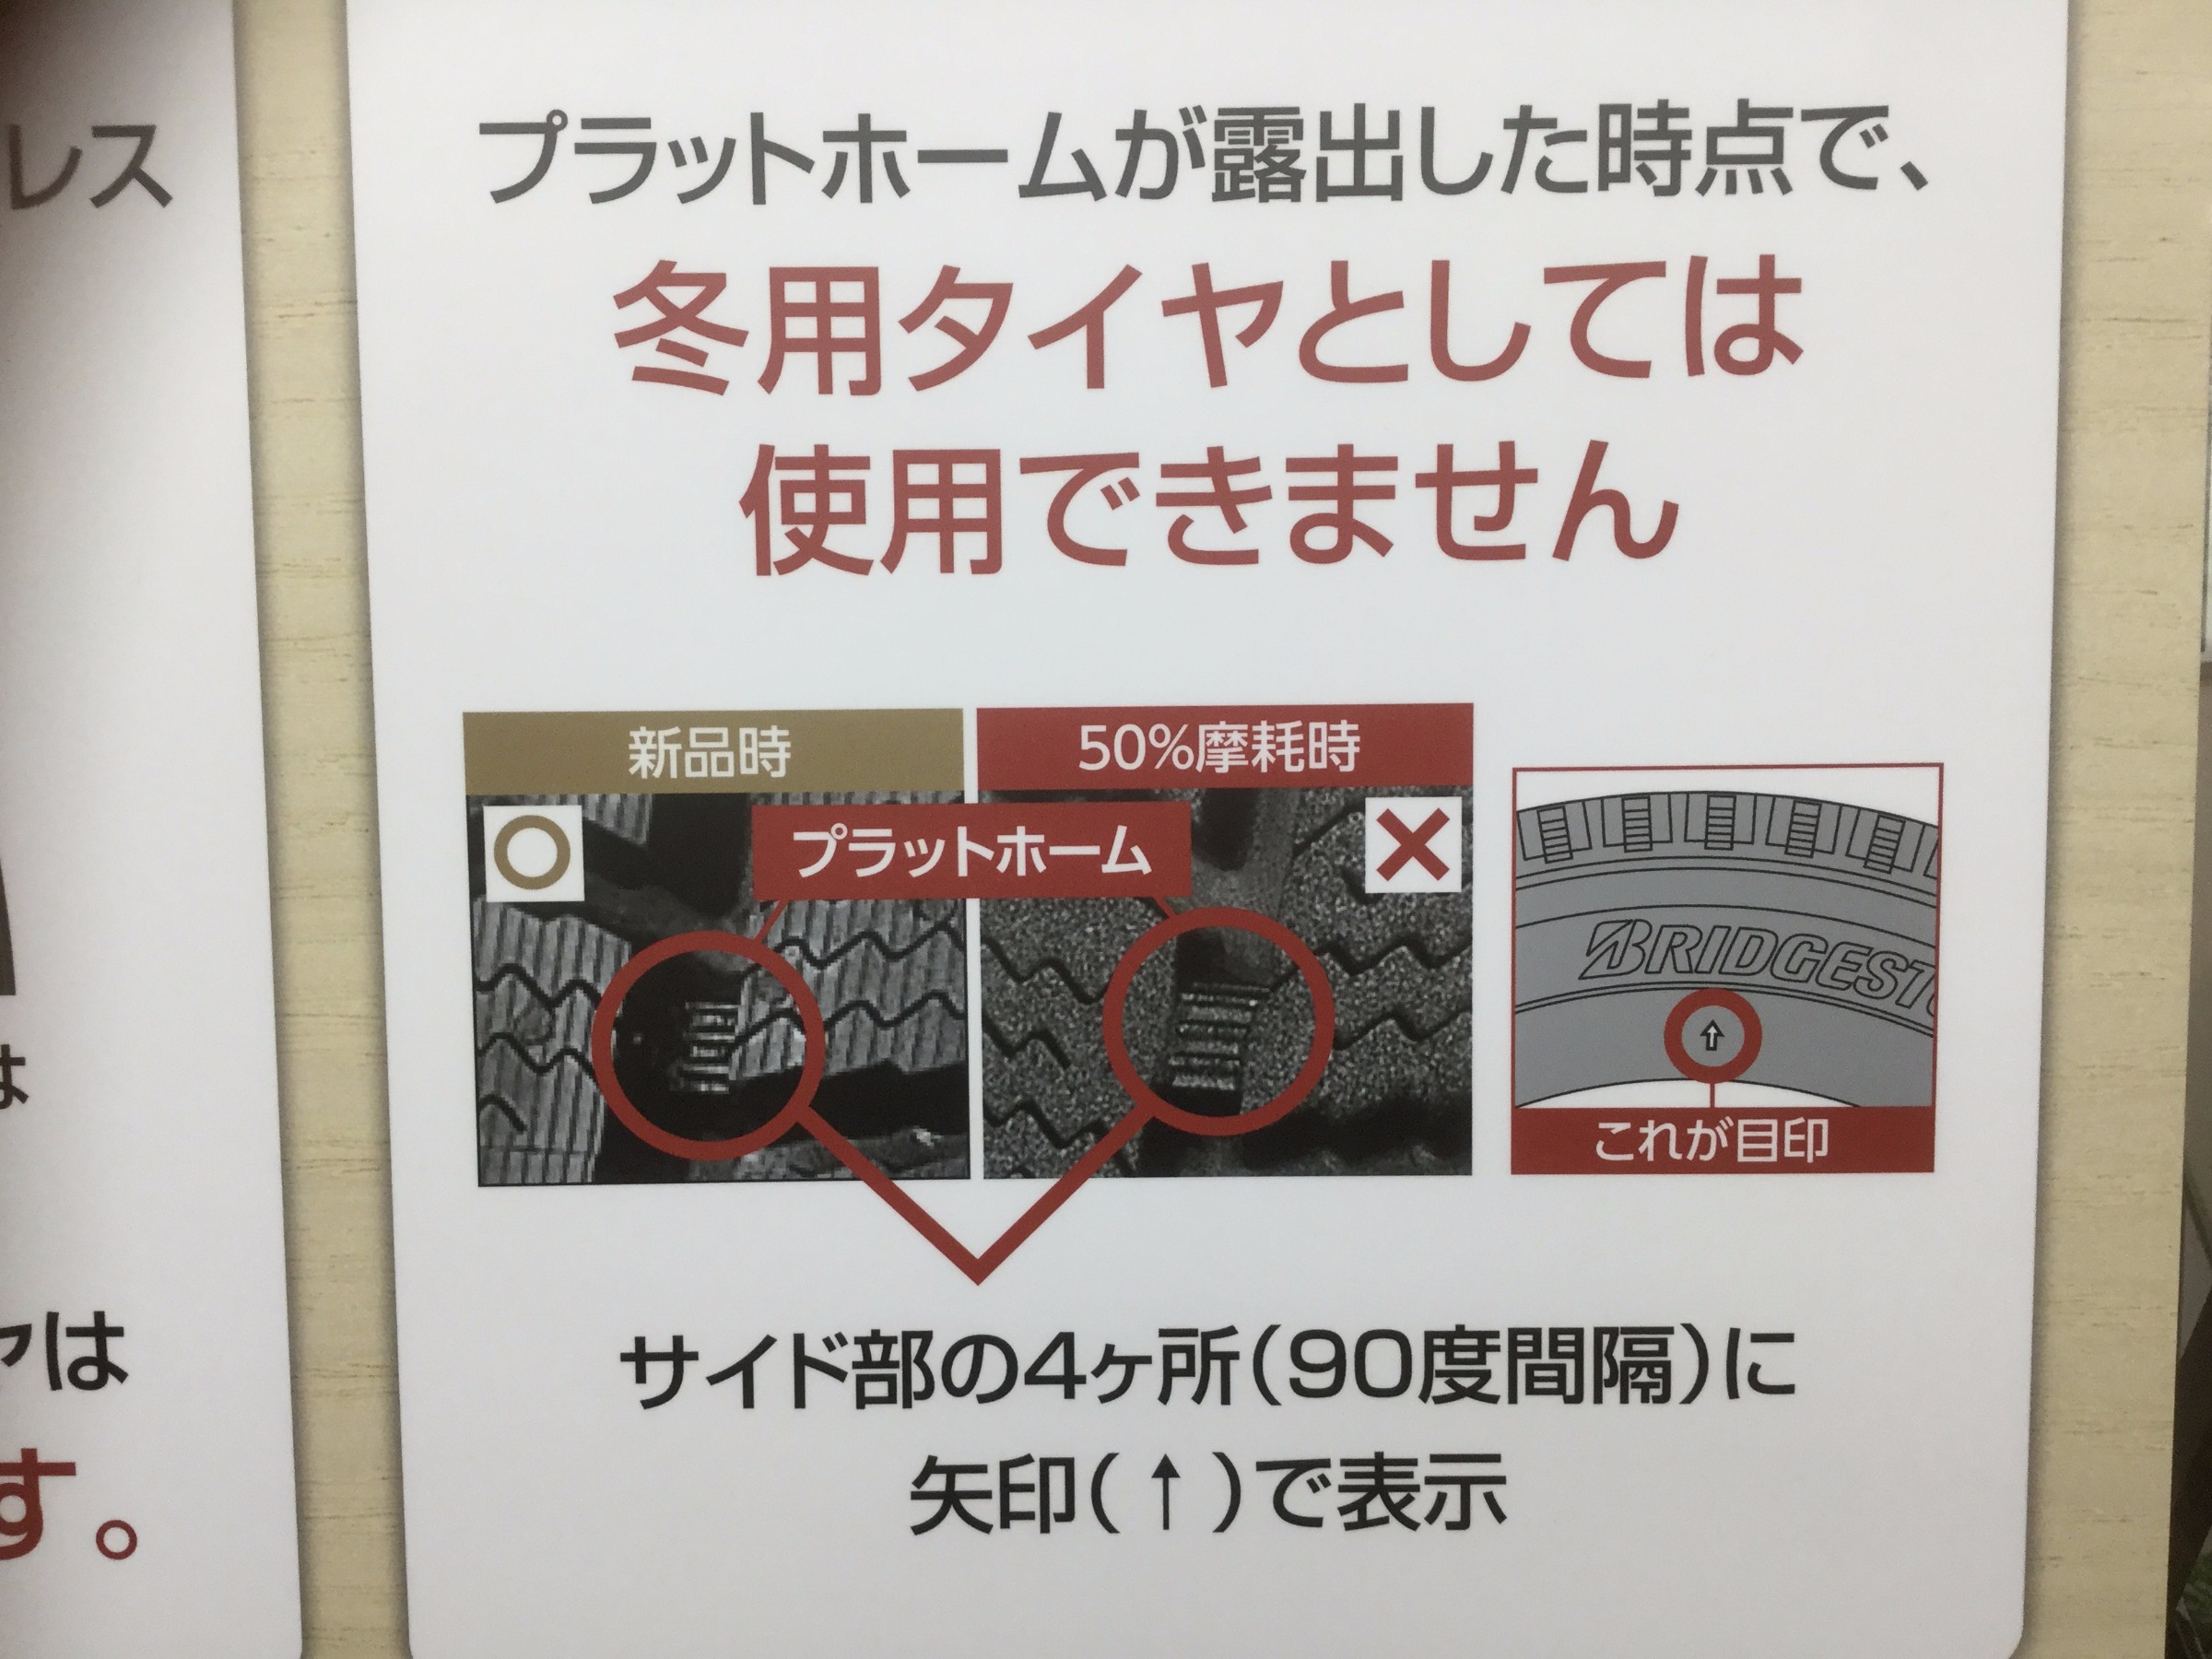 レス
は
ヤは
す。
プラットホームが露出した時点で、
冬用タイヤとしては
使用できません
新品時
50%摩耗時
プラットホーム
BRIDGESTO
これが目印
サイド部の4ヶ所(90度間隔)に
矢印(↑)で表示